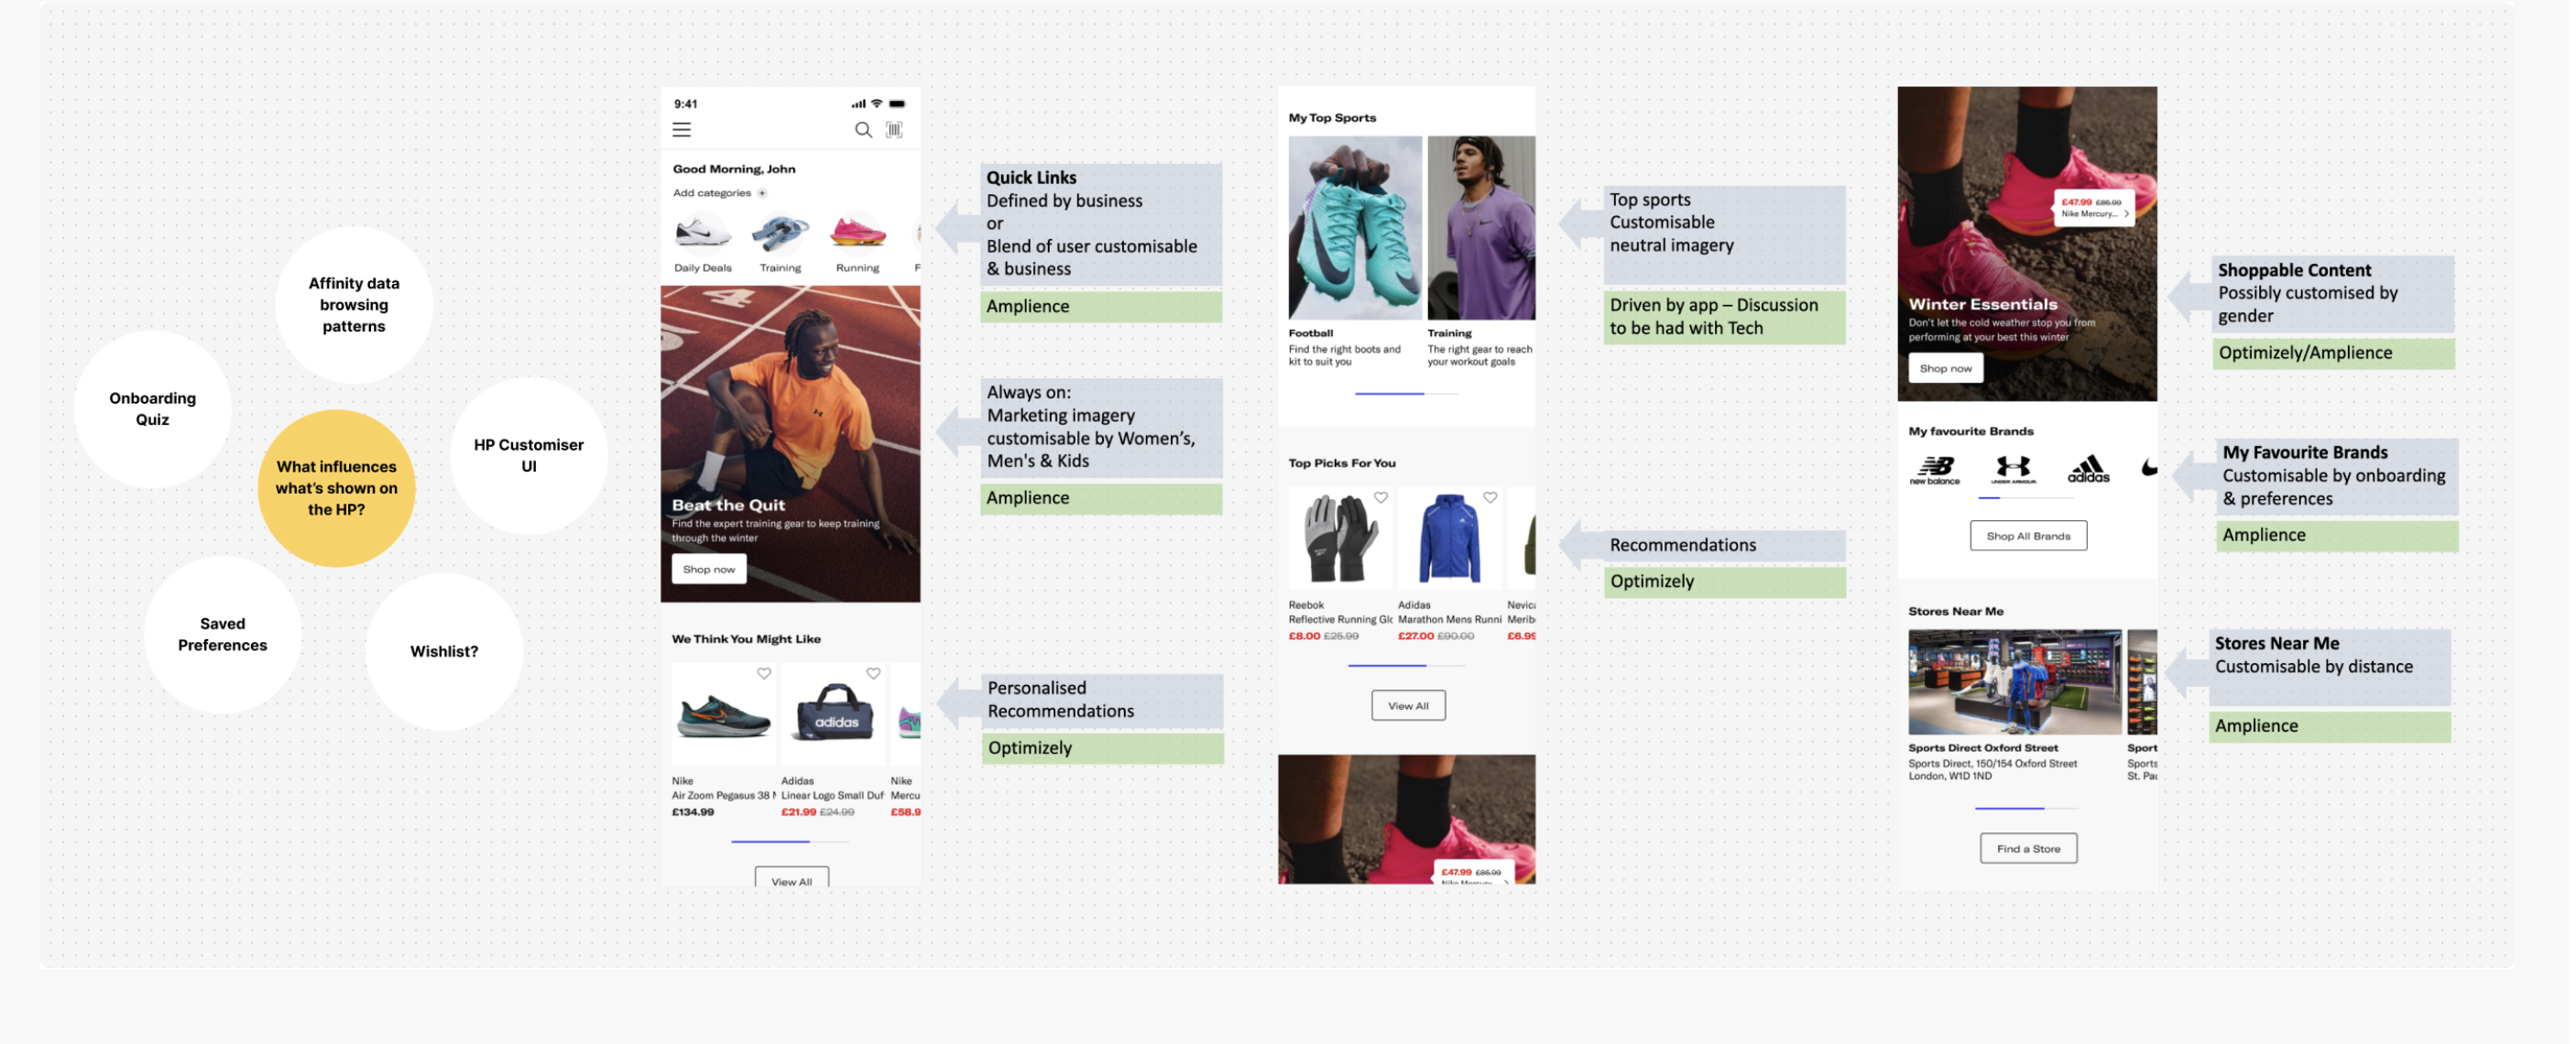 Affinity data
browsing
patterns
Onboarding
Quiz
HP Customiser
UI
What influences
what's shown on
the HP?
Saved
Preferences
Wishlist?
9:41
Good Morning, John
Add categories +
Daily Deals
Training
Running
F
Beat the Quit
Find the expert training gear to keep training
through the winter
Shop now
We Think You Might Like
adidas
Nike
Air Zoom Pegasus 38 N
£134.99
Adidas
Linear Logo Small Duf
£21.99 £24.99
Nike
Mercu
£58.9
View All
Quick Links
Defined by business
or
Blend of user customisable
& business
Amplience
Always on:
Marketing imagery
customisable by Women's,
Men's & Kids
Amplience
Personalised
Recommendations
Optimizely
My Top Sports
Football
Find the right boots and
kit to suit you
Training
The right gear to reach
your workout goals
Top Picks For You
Reebok
Reflective Running Glo
£8.00 £25.99
Adidas
Marathon Mens Runni
£27.00 £90.00
Nevica
Merib
£6.99
View All
£47.99 £85.99
Nike Mercury...
Top sports
Customisable
neutral imagery
Driven by app – Discussion
to be had with Tech
Recommendations
Optimizely
£47.99 £85.99
Nike Mercury...
Winter Essentials
Don't let the cold weather stop you from
performing at your best this winter
Shop now
My favourite Brands
new balance
UNDER ARMOUR
adidas
Shop All Brands
Stores Near Me
Sports Direct Oxford Street
Sports Direct, 150/154 Oxford Street
London, W1D 1ND
Sport
Sports
St. Pau
Find a Store
Shoppable Content
Possibly customised by
gender
Optimizely/Amplience
My Favourite Brands
Customisable by onboarding
& preferences
Amplience
Stores Near Me
Customisable by distance
Amplience